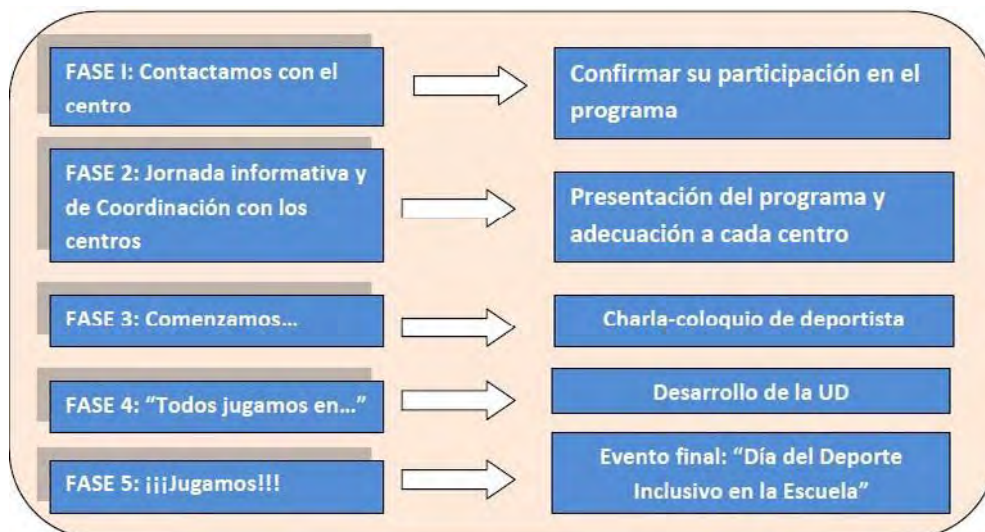 FASE I: Contactamos con el
centro
Confirmar su participación en el
programa
FASE 2: Jornada informativa y
de Coordinación con los
centros
Presentación del programa y
adecuación a cada centro
FASE 3: Comenzamos...
Charla-coloquio de deportista
FASE 4: “Todos jugamos en...”
Desarrollo de la UD
FASE 5: ¡¡¡Jugamos!!!
Evento final: “Día del Deporte
Inclusivo en la Escuela”